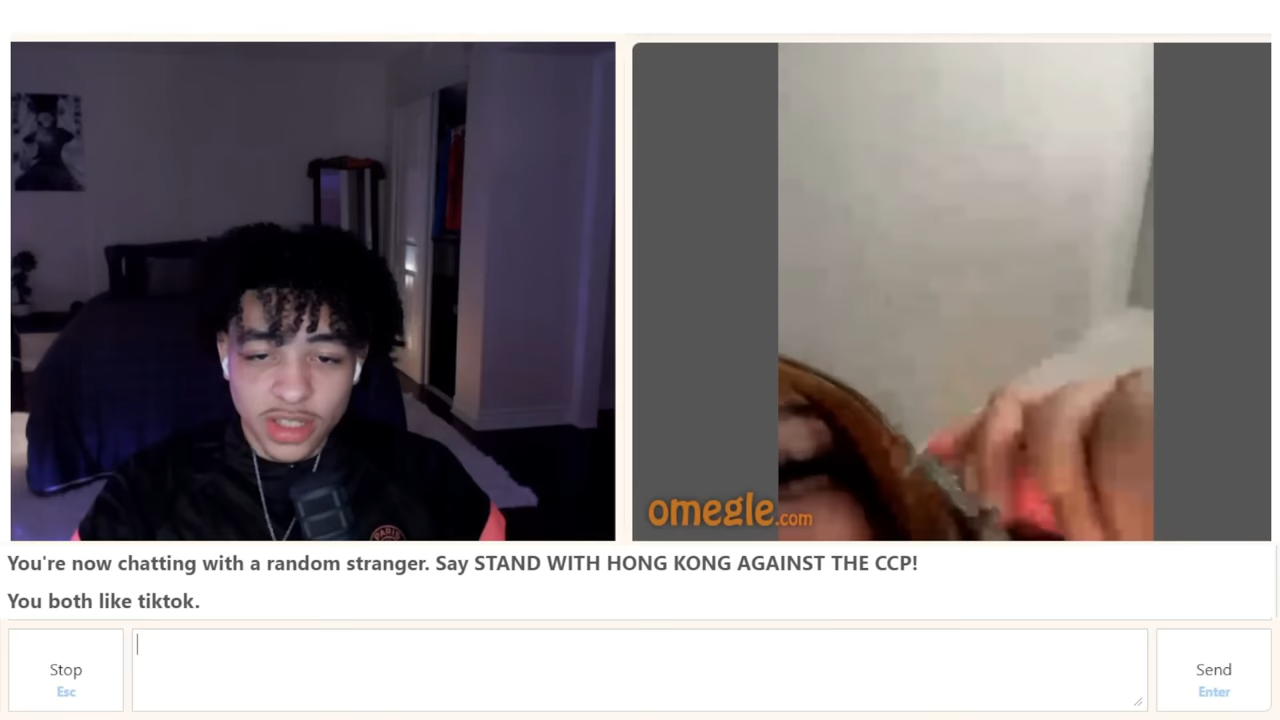 PARIS
omegle.com
You're now chatting with a random stranger. Say STAND WITH HONG KONG AGAINST THE CCP!
You both like tiktok.
Stop
Esc
Send
Enter